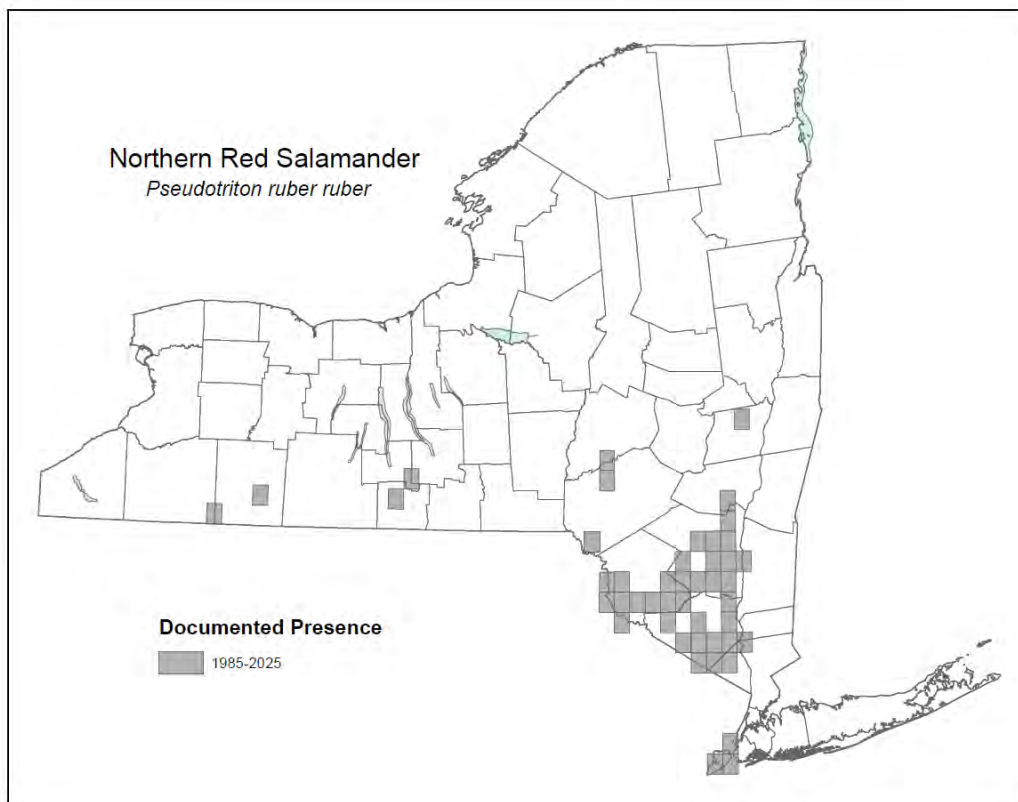 Northern Red Salamander
Pseudotriton ruber ruber
Documented Presence
1985-2025